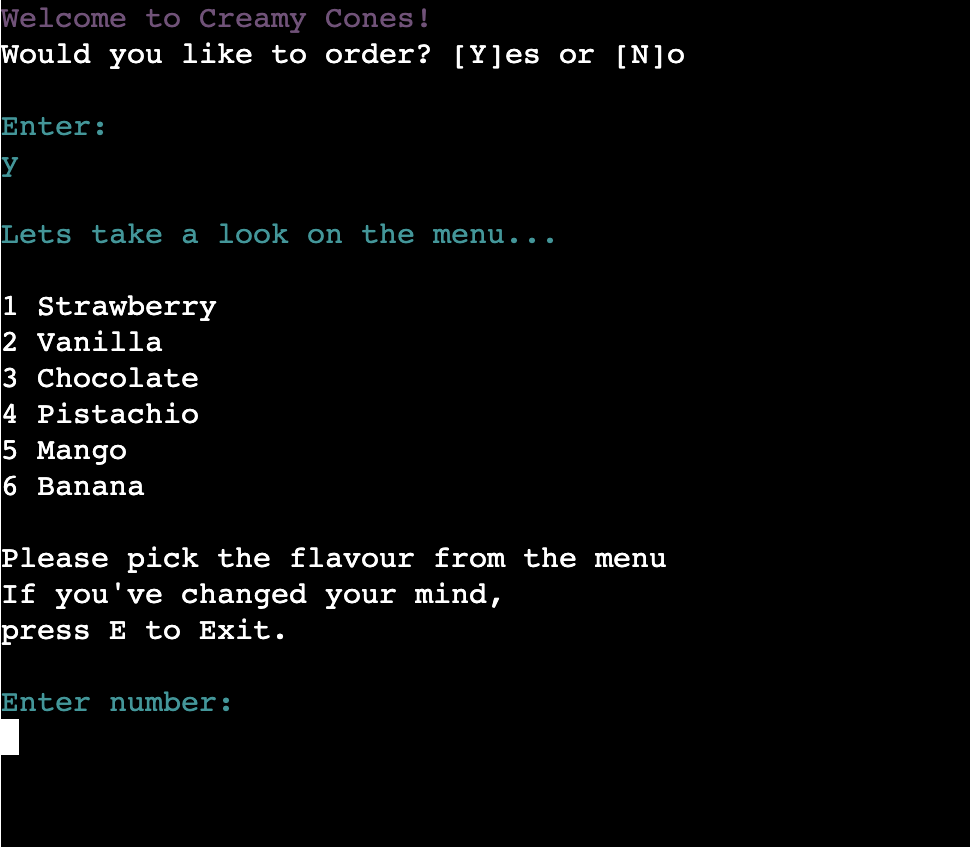 Welcome to Creamy Cones!
Would you like to order? [Y]es or [N]o
Enter:
y
Lets take a look on the menu...
1 Strawberry
2 Vanilla
3 Chocolate
4 Pistachio
5 Mango
6 Banana
Please pick the flavour from the menu
If you've changed your mind,
press E to Exit.
Enter number: